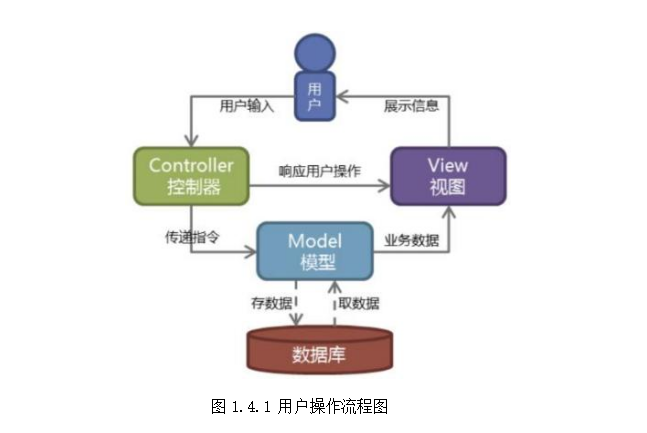 用
户
用户输入
展示信息
Controller
控制器
响应用户操作
View
视图
传递指令
Model
模型
业务数据
存数据
取数据
数据库
图 1.4.1 用户操作流程图